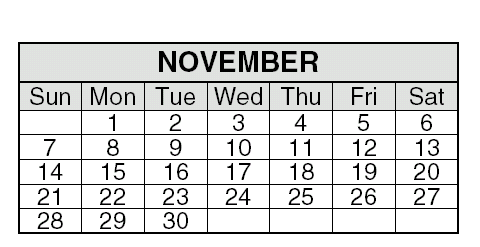 NOVEMBER
Sun Mon Tue Wed Thu Fri Sat
1 2 3 4 5 6
7 8 9 10 11 12 13
14 15 16 17 18 19 20
21 22 23 24 25 26 27
28 29 30